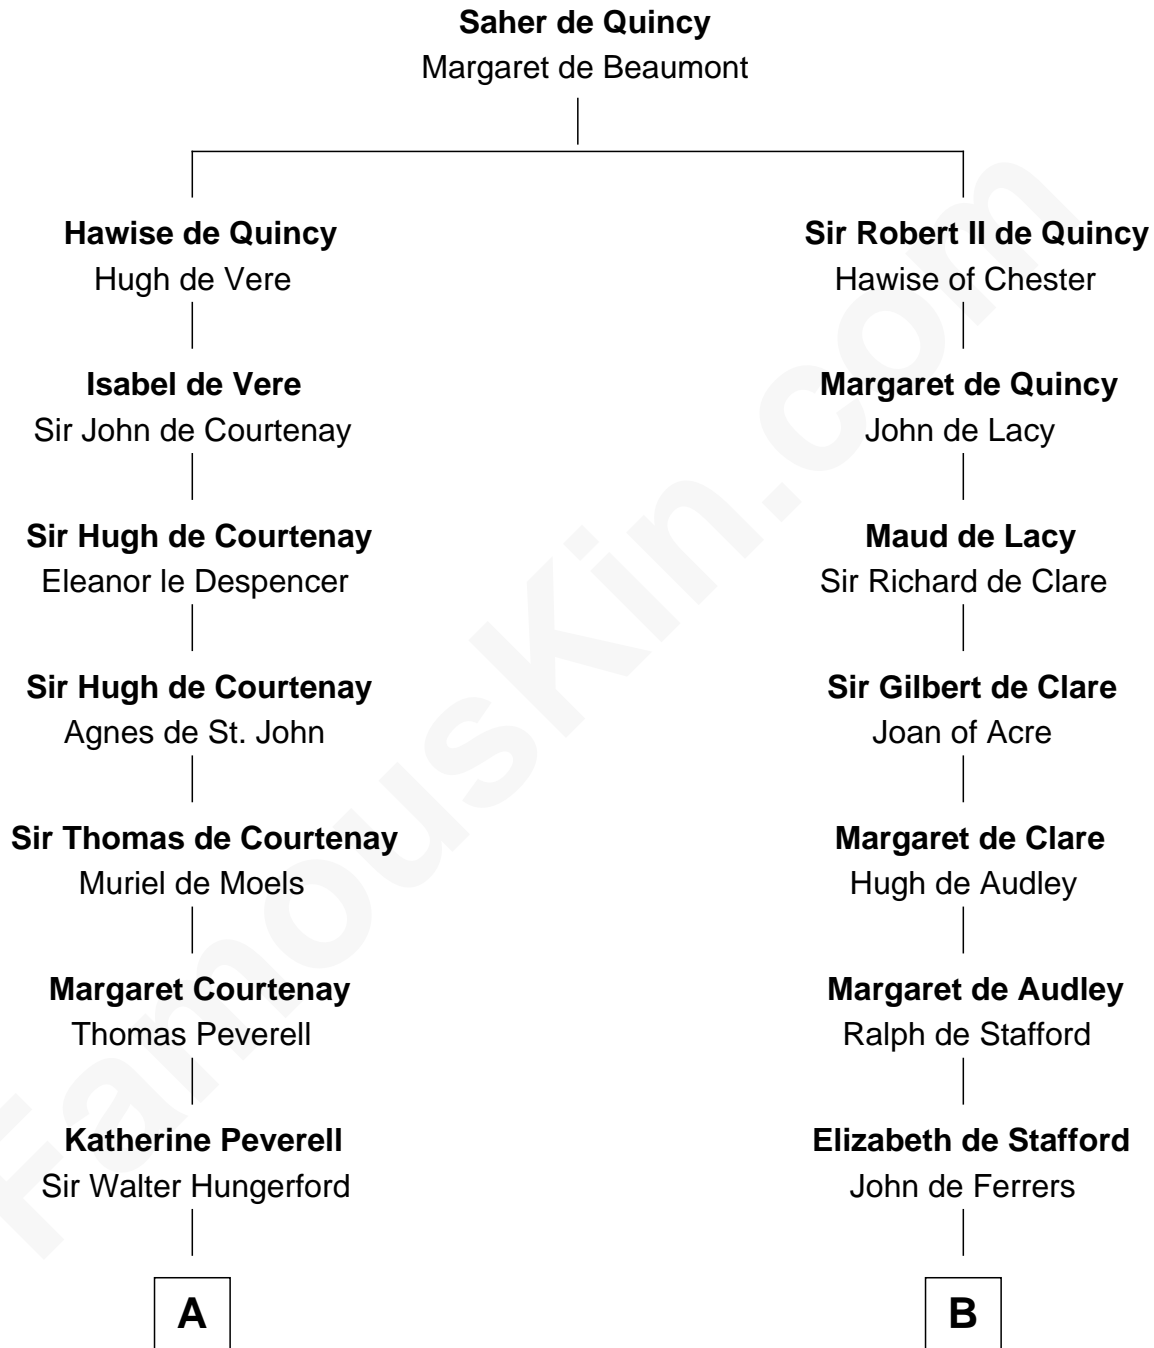 Saher de Quincy
Margaret de Beaumont
Hawise de Quincy
Hugh de Vere
Isabel de Vere
Sir John de Courtenay
Sir Hugh de Courtenay
Eleanor le Despencer
Sir Hugh de Courtenay
Agnes de St. John
Sir Thomas de Courtenay
Muriel de Moels
Margaret Courtenay
Thomas Peverell
Katherine Peverell
Sir Walter Hungerford
A
Sir Robert II de Quincy
Hawise of Chester
Margaret de Quincy
John de Lacy
Maud de Lacy
Sir Richard de Clare
Sir Gilbert de Clare
Joan of Acre
Margaret de Clare
Hugh de Audley
Margaret de Audley
Ralph de Stafford
Elizabeth de Stafford
John de Ferrers
B
FamousKin.com